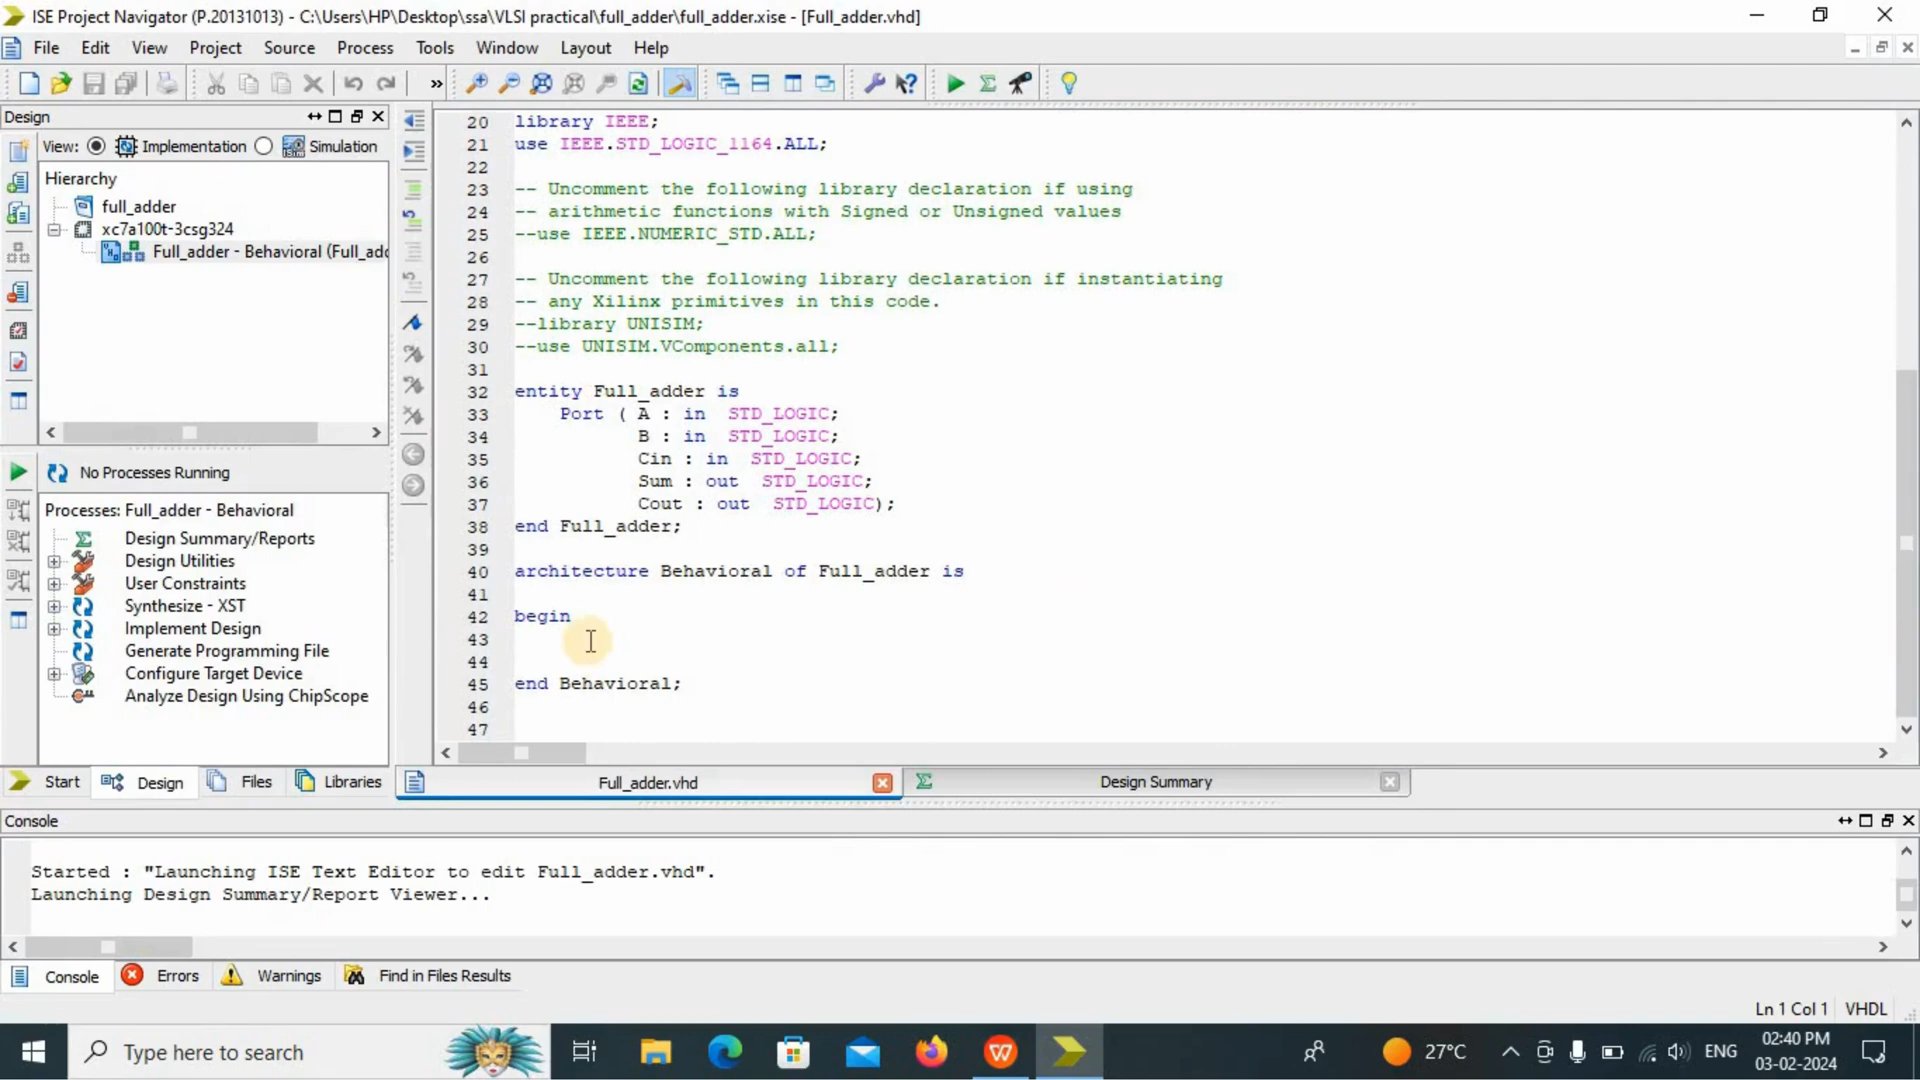 ISE Project Navigator (P.20131013) - C:\Users\HP\Desktop\ssa\VLSI practical\full_adder\full_adder.xise - [Full_adder.vhd]
File Edit View Project Source Process Tools Window Layout Help
»
Design
View: Implementation Simulation
Hierarchy
full_adder
xc7a100t-3csg324
Full_adder - Behavioral (Full_add
No Processes Running
Processes: Full_adder - Behavioral
Design Summary/Reports
Design Utilities
User Constraints
Synthesize - XST
Implement Design
Generate Programming File
Configure Target Device
Analyze Design Using ChipScope
Start Design Files Libraries
20 library IEEE;
21 use IEEE.STD_LOGIC_1164.ALL;
22
23 -- Uncomment the following library declaration if using
24 -- arithmetic functions with Signed or Unsigned values
25 --use IEEE.NUMERIC_STD.ALL;
26
27 -- Uncomment the following library declaration if instantiating
28 -- any Xilinx primitives in this code.
29 --library UNISIM;
30 --use UNISIM.VComponents.all;
31
32 entity Full_adder is
33 Port ( A : in STD_LOGIC;
34 B : in STD_LOGIC;
35 Cin : in STD_LOGIC;
36 Sum : out STD_LOGIC;
37 Cout : out STD_LOGIC);
38 end Full_adder;
39
40 architecture Behavioral of Full_adder is
41
42 begin
43
44
45 end Behavioral;
46
47
Full_adder.vhd Design Summary
Console
Started : "Launching ISE Text Editor to edit Full_adder.vhd".
Launching Design Summary/Report Viewer...
Console Errors Warnings Find in Files Results
Ln 1 Col 1 VHDL
Type here to search
27°C
ENG
02:40 PM
03-02-2024